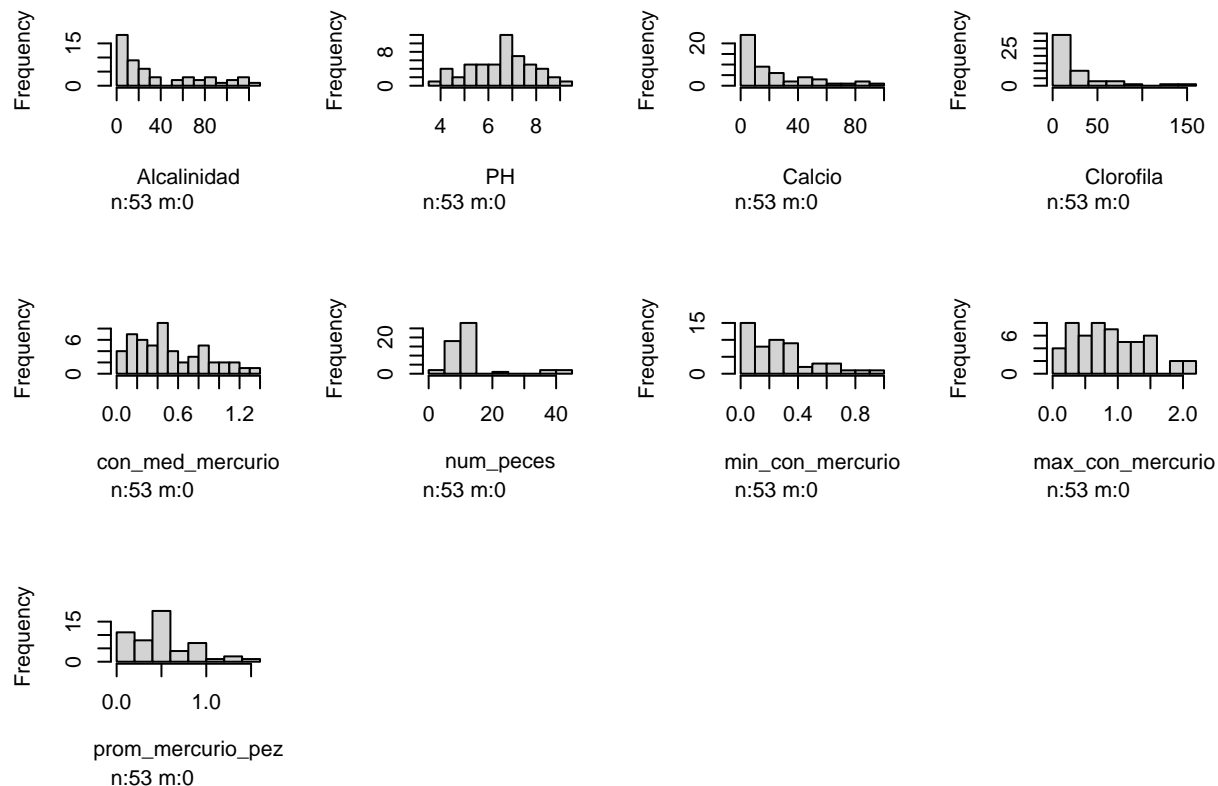 Frequency
0 15
0 40 80
Alcalinidad
n:53 m:0
Frequency
0 8
4 6 8
PH
n:53 m:0
Frequency
0 20
0 40 80
Calcio
n:53 m:0
Frequency
0 25
0 50 150
Clorofila
n:53 m:0
Frequency
0 6
0.0 0.6 1.2
con_med_mercurio
n:53 m:0
Frequency
0 20
0 20 40
num_peces
n:53 m:0
Frequency
0 15
0.0 0.4 0.8
min_con_mercurio
n:53 m:0
Frequency
0 6
0.0 1.0 2.0
max_con_mercurio
n:53 m:0
Frequency
0 15
0.0 1.0
prom_mercurio_pez
n:53 m:0